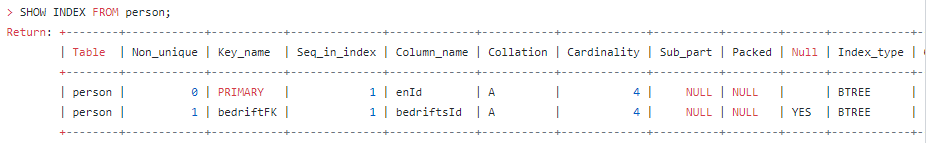 > SHOW INDEX FROM person;
Return: +--------+------------+------------+--------------+-------------+-----------+-------------+----------+--------+------+------------+
| Table | Non_unique | Key_name | Seq_in_index | Column_name | Collation | Cardinality | Sub_part | Packed | Null | Index_type |
+--------+------------+------------+--------------+-------------+-----------+-------------+----------+--------+------+------------+
| person | 0 | PRIMARY | 1 | enId | A | 4 | NULL | NULL | | BTREE |
| person | 1 | bedriftFK | 1 | bedriftsId | A | 4 | NULL | NULL | YES | BTREE |
+--------+------------+------------+--------------+-------------+-----------+-------------+----------+--------+------+------------+